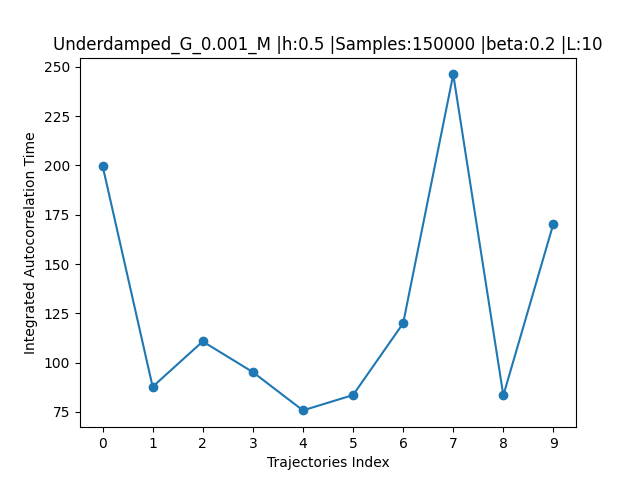 Underdamped_G_0.001_M |h:0.5 |Samples:150000 |beta:0.2 |L:10
250
225
200
175
150
125
100
75
Integrated Autocorrelation Time
0 1 2 3 4 5 6 7 8 9
Trajectories Index